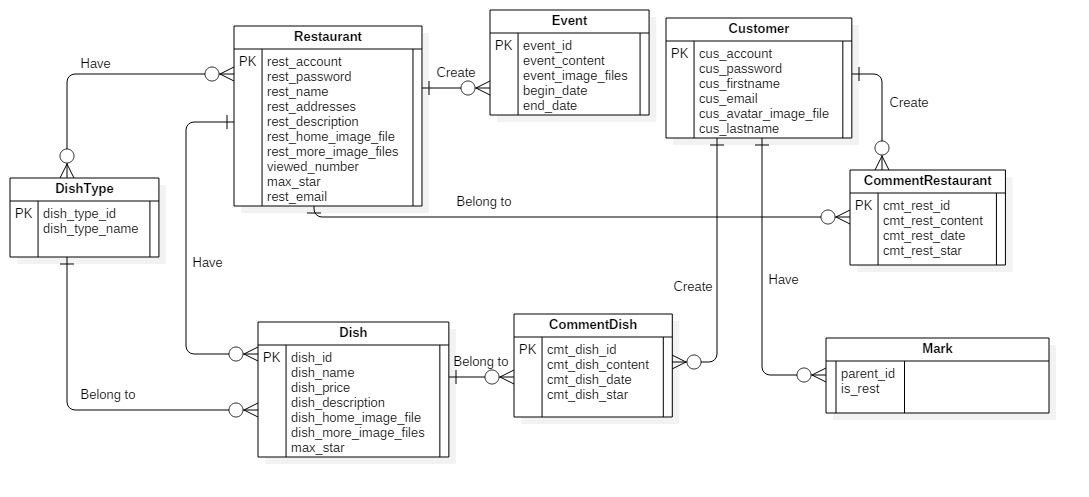 Restaurant
PK rest_account
rest_password
rest_name
rest_addresses
rest_description
rest_home_image_file
rest_more_image_files
viewed_number
max_star
rest_email
Event
PK event_id
event_content
event_image_files
begin_date
end_date
Customer
PK cus_account
cus_password
cus_firstname
cus_email
cus_avatar_image_file
cus_lastname
Have
Create
Create
DishType
PK dish_type_id
dish_type_name
CommentRestaurant
PK cmt_rest_id
cmt_rest_content
cmt_rest_date
cmt_rest_star
Belong to
Have
Create
Have
Dish
PK dish_id
dish_name
dish_price
dish_description
dish_home_image_file
dish_more_image_files
max_star
CommentDish
PK cmt_dish_id
cmt_dish_content
cmt_dish_date
cmt_dish_star
Mark
parent_id
is_rest
Belong to
Belong to